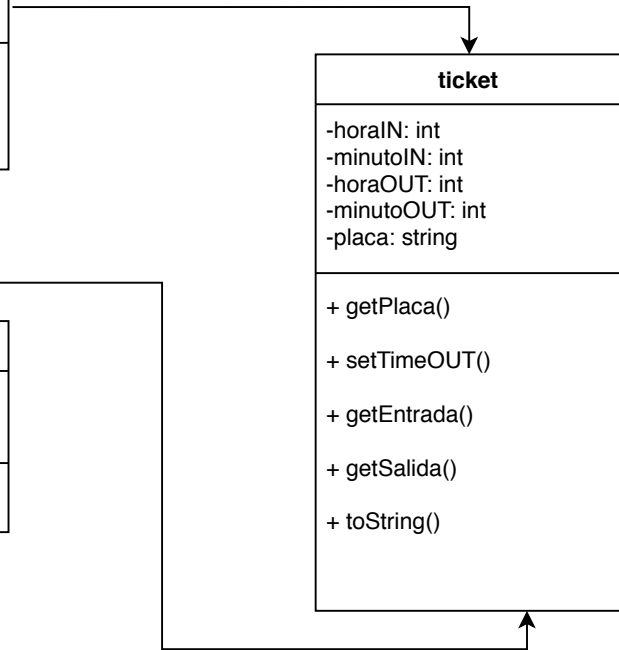 ticket
-horaIN: int
-minutoIN: int
-horaOUT: int
-minutoOUT: int
-placa: string
+ getPlaca()
+ setTimeOUT()
+ getEntrada()
+ getSalida()
+ toString()